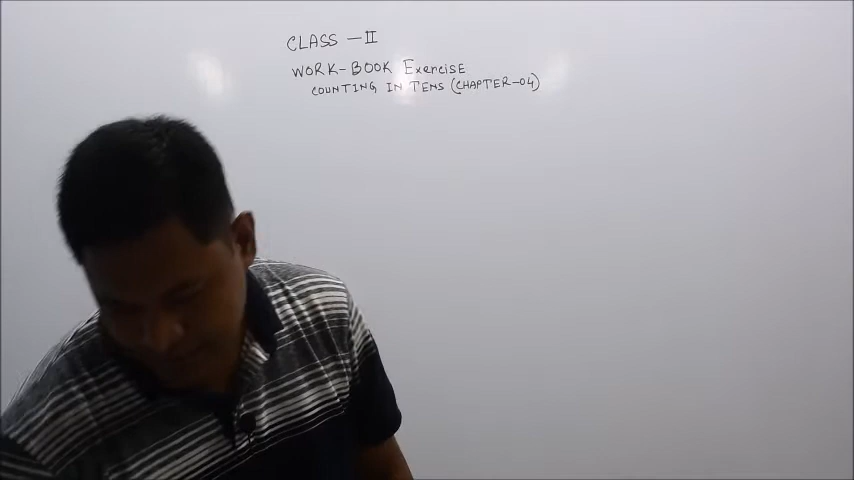 CLASS - II
WORK-BOOK Exercise
COUNTING IN TENS (CHAPTER-04)